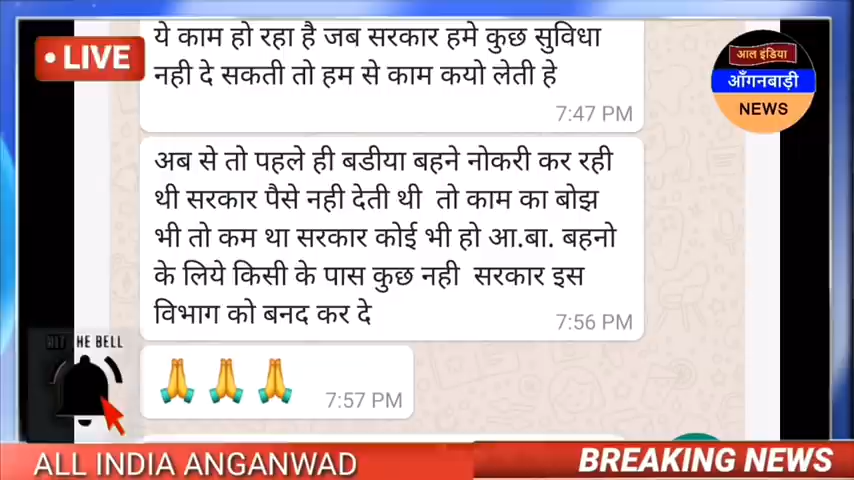 ये काम हो रहा है जब सरकार हमे कुछ सुविधा
नही दे सकती तो हम से काम कयो लेती हे
7:47 PM
अब से तो पहले ही बडीया बहने नोकरी कर रही
थी सरकार पैसे नही देती थी तो काम का बोझ
भी तो कम था सरकार कोई भी हो आ.बा. बहनो
के लिये किसी के पास कुछ नही सरकार इस
विभाग को बनद कर दे
7:56 PM
🙏 🙏 🙏
7:57 PM
LIVE
आल इंडिया
आँगनबाड़ी
NEWS
HIT THE BELL
ALL INDIA ANGANWAD
BREAKING NEWS